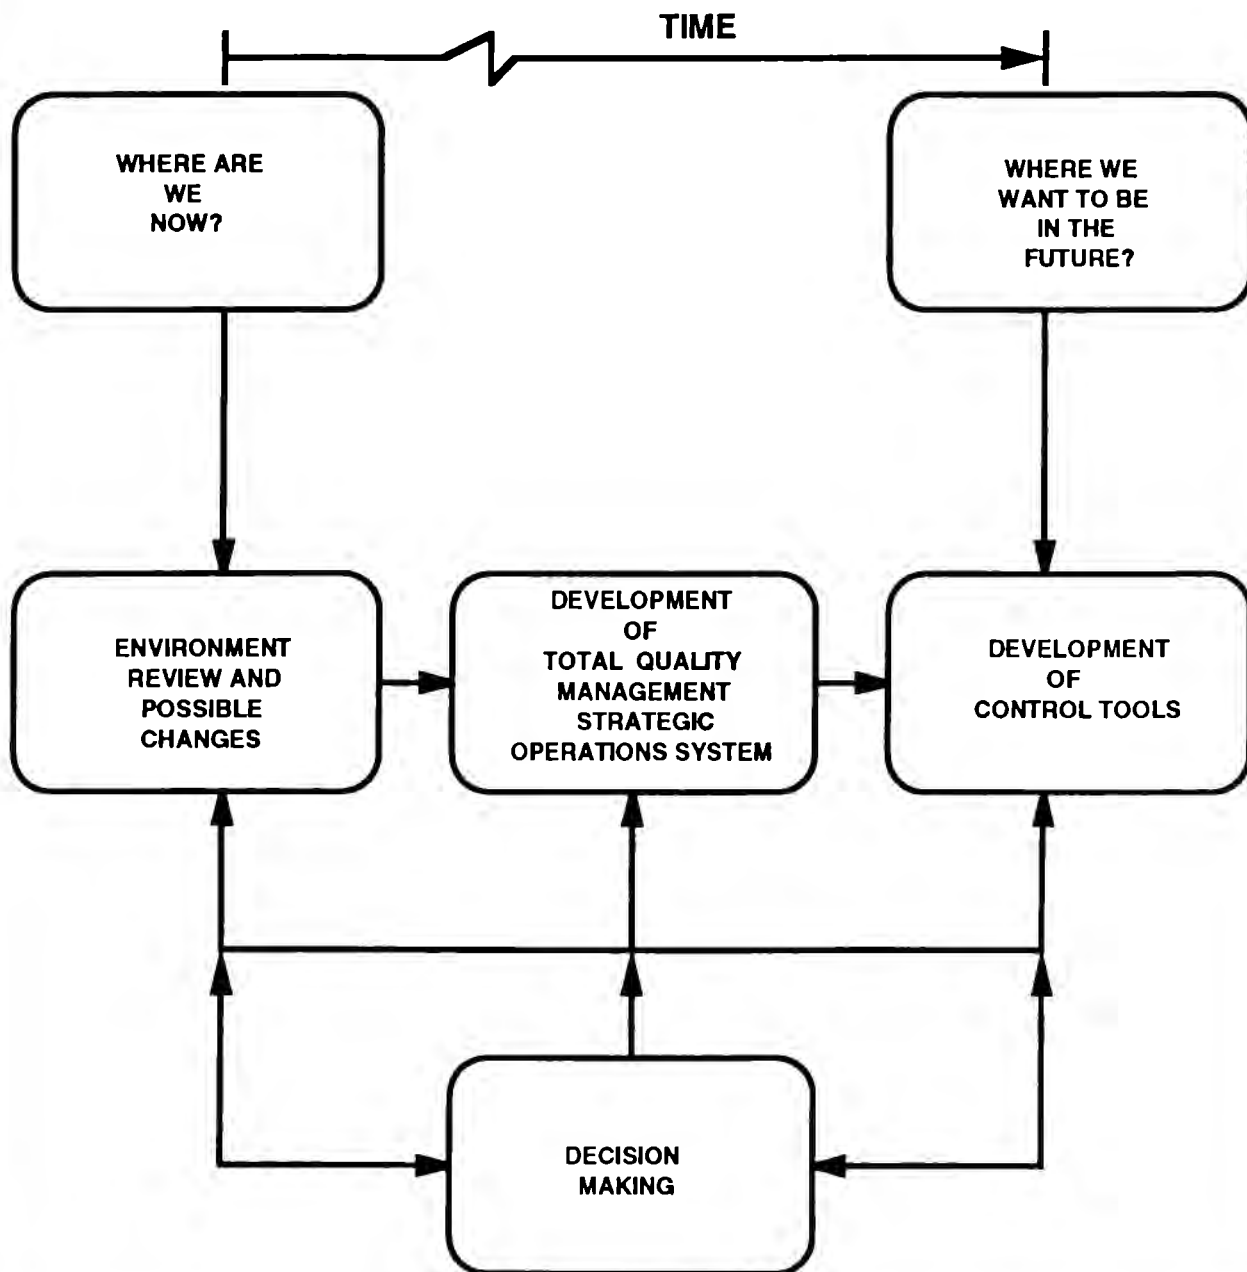 TIME
WHERE ARE
WE
NOW?
WHERE WE
WANT TO BE
IN THE
FUTURE?
ENVIRONMENT
REVIEW AND
POSSIBLE
CHANGES
DEVELOPMENT
OF
TOTAL QUALITY
MANAGEMENT
STRATEGIC
OPERATIONS SYSTEM
DEVELOPMENT
OF
CONTROL TOOLS
DECISION
MAKING